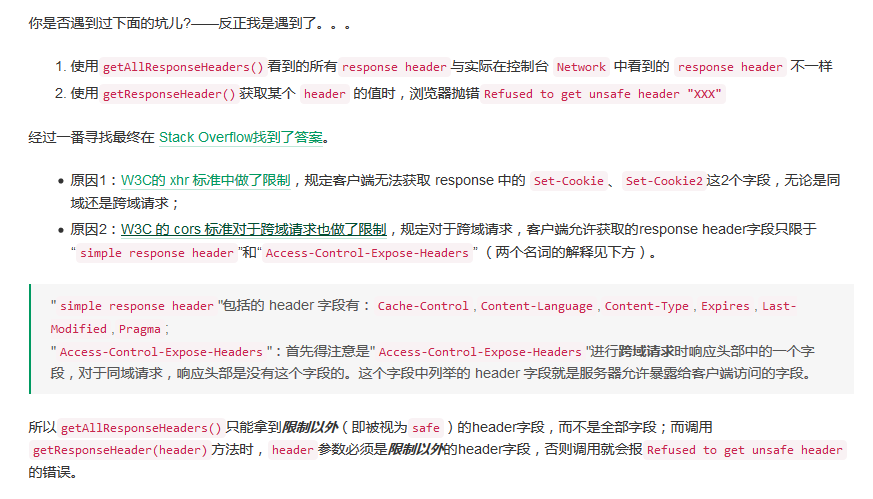 你是否遇到过下面的坑儿?——反正我是遇到了。。。
1. 使用 getAllResponseHeaders() 看到的所有 response header 与实际在控制台 Network 中看到的 response header 不一样
2. 使用 getResponseHeader() 获取某个 header 的值时，浏览器抛错 Refused to get unsafe header "XXX"
经过一番寻找最终在 Stack Overflow找到了答案。
• 原因1：W3C的 xhr 标准中做了限制，规定客户端无法获取 response 中的 Set-Cookie、Set-Cookie2 这2个字段，无论是同
域还是跨域请求；
• 原因2：W3C 的 cors 标准对于跨域请求也做了限制，规定对于跨域请求，客户端允许获取的response header字段只限于
“simple response header”和“Access-Control-Expose-Headers”（两个名词的解释见下方）。
"simple response header"包括的 header 字段有：Cache-Control,Content-Language,Content-Type,Expires,Last-
Modified,Pragma;
"Access-Control-Expose-Headers"：首先得注意是"Access-Control-Expose-Headers"进行跨域请求时响应头部中的一个字
段，对于同域请求，响应头部是没有这个字段的。这个字段中列举的 header 字段就是服务器允许暴露给客户端访问的字段。
所以 getAllResponseHeaders() 只能拿到限制以外（即被视为 safe）的header字段，而不是全部字段；而调用
getResponseHeader(header) 方法时，header 参数必须是限制以外的header字段，否则调用就会报 Refused to get unsafe header
的错误。